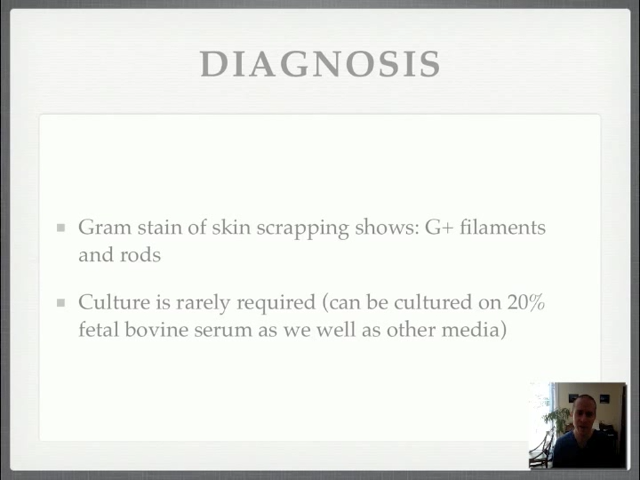 DIAGNOSIS
Gram stain of skin scrapping shows: G+ filaments
and rods
Culture is rarely required (can be cultured on 20%
fetal bovine serum as we well as other media)